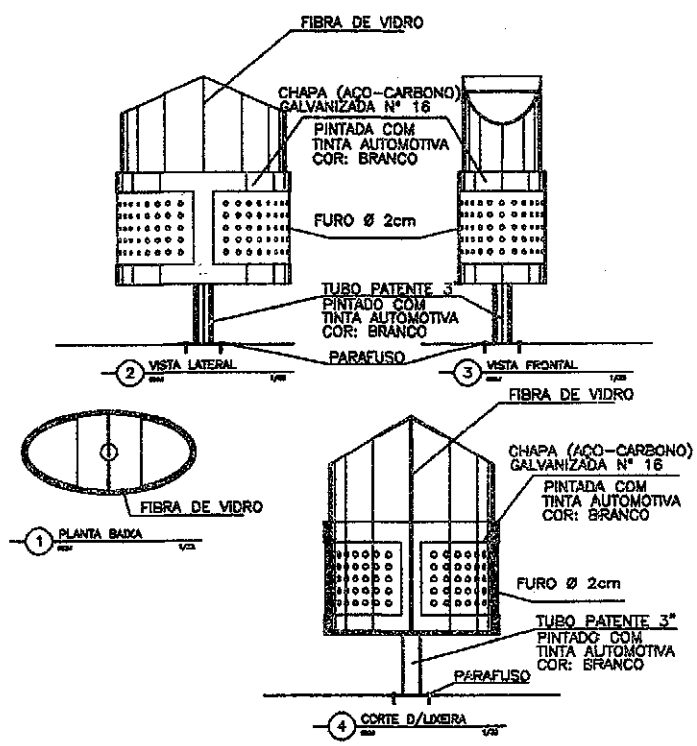 FIBRA DE VIDRO
CHAPA (AÇO-CARBONO)
GALVANIZADA N° 16
PINTADA COM
TINTA AUTOMOTIVA
COR: BRANCO
FURO Ø 2cm
TUBO PATENTE 3"
PINTADO COM
TINTA AUTOMOTIVA
COR: BRANCO
PARAFUSO
2 VISTA LATERAL
3 VISTA FRONTAL
FIBRA DE VIDRO
CHAPA (AÇO-CARBONO)
GALVANIZADA N° 16
PINTADA COM
TINTA AUTOMOTIVA
COR: BRANCO
FIBRA DE VIDRO
1 PLANTA BAIXA
FURO Ø 2cm
TUBO PATENTE 3"
PINTADO COM
TINTA AUTOMOTIVA
COR: BRANCO
PARAFUSO
4 CORTE D/LIXEIRA